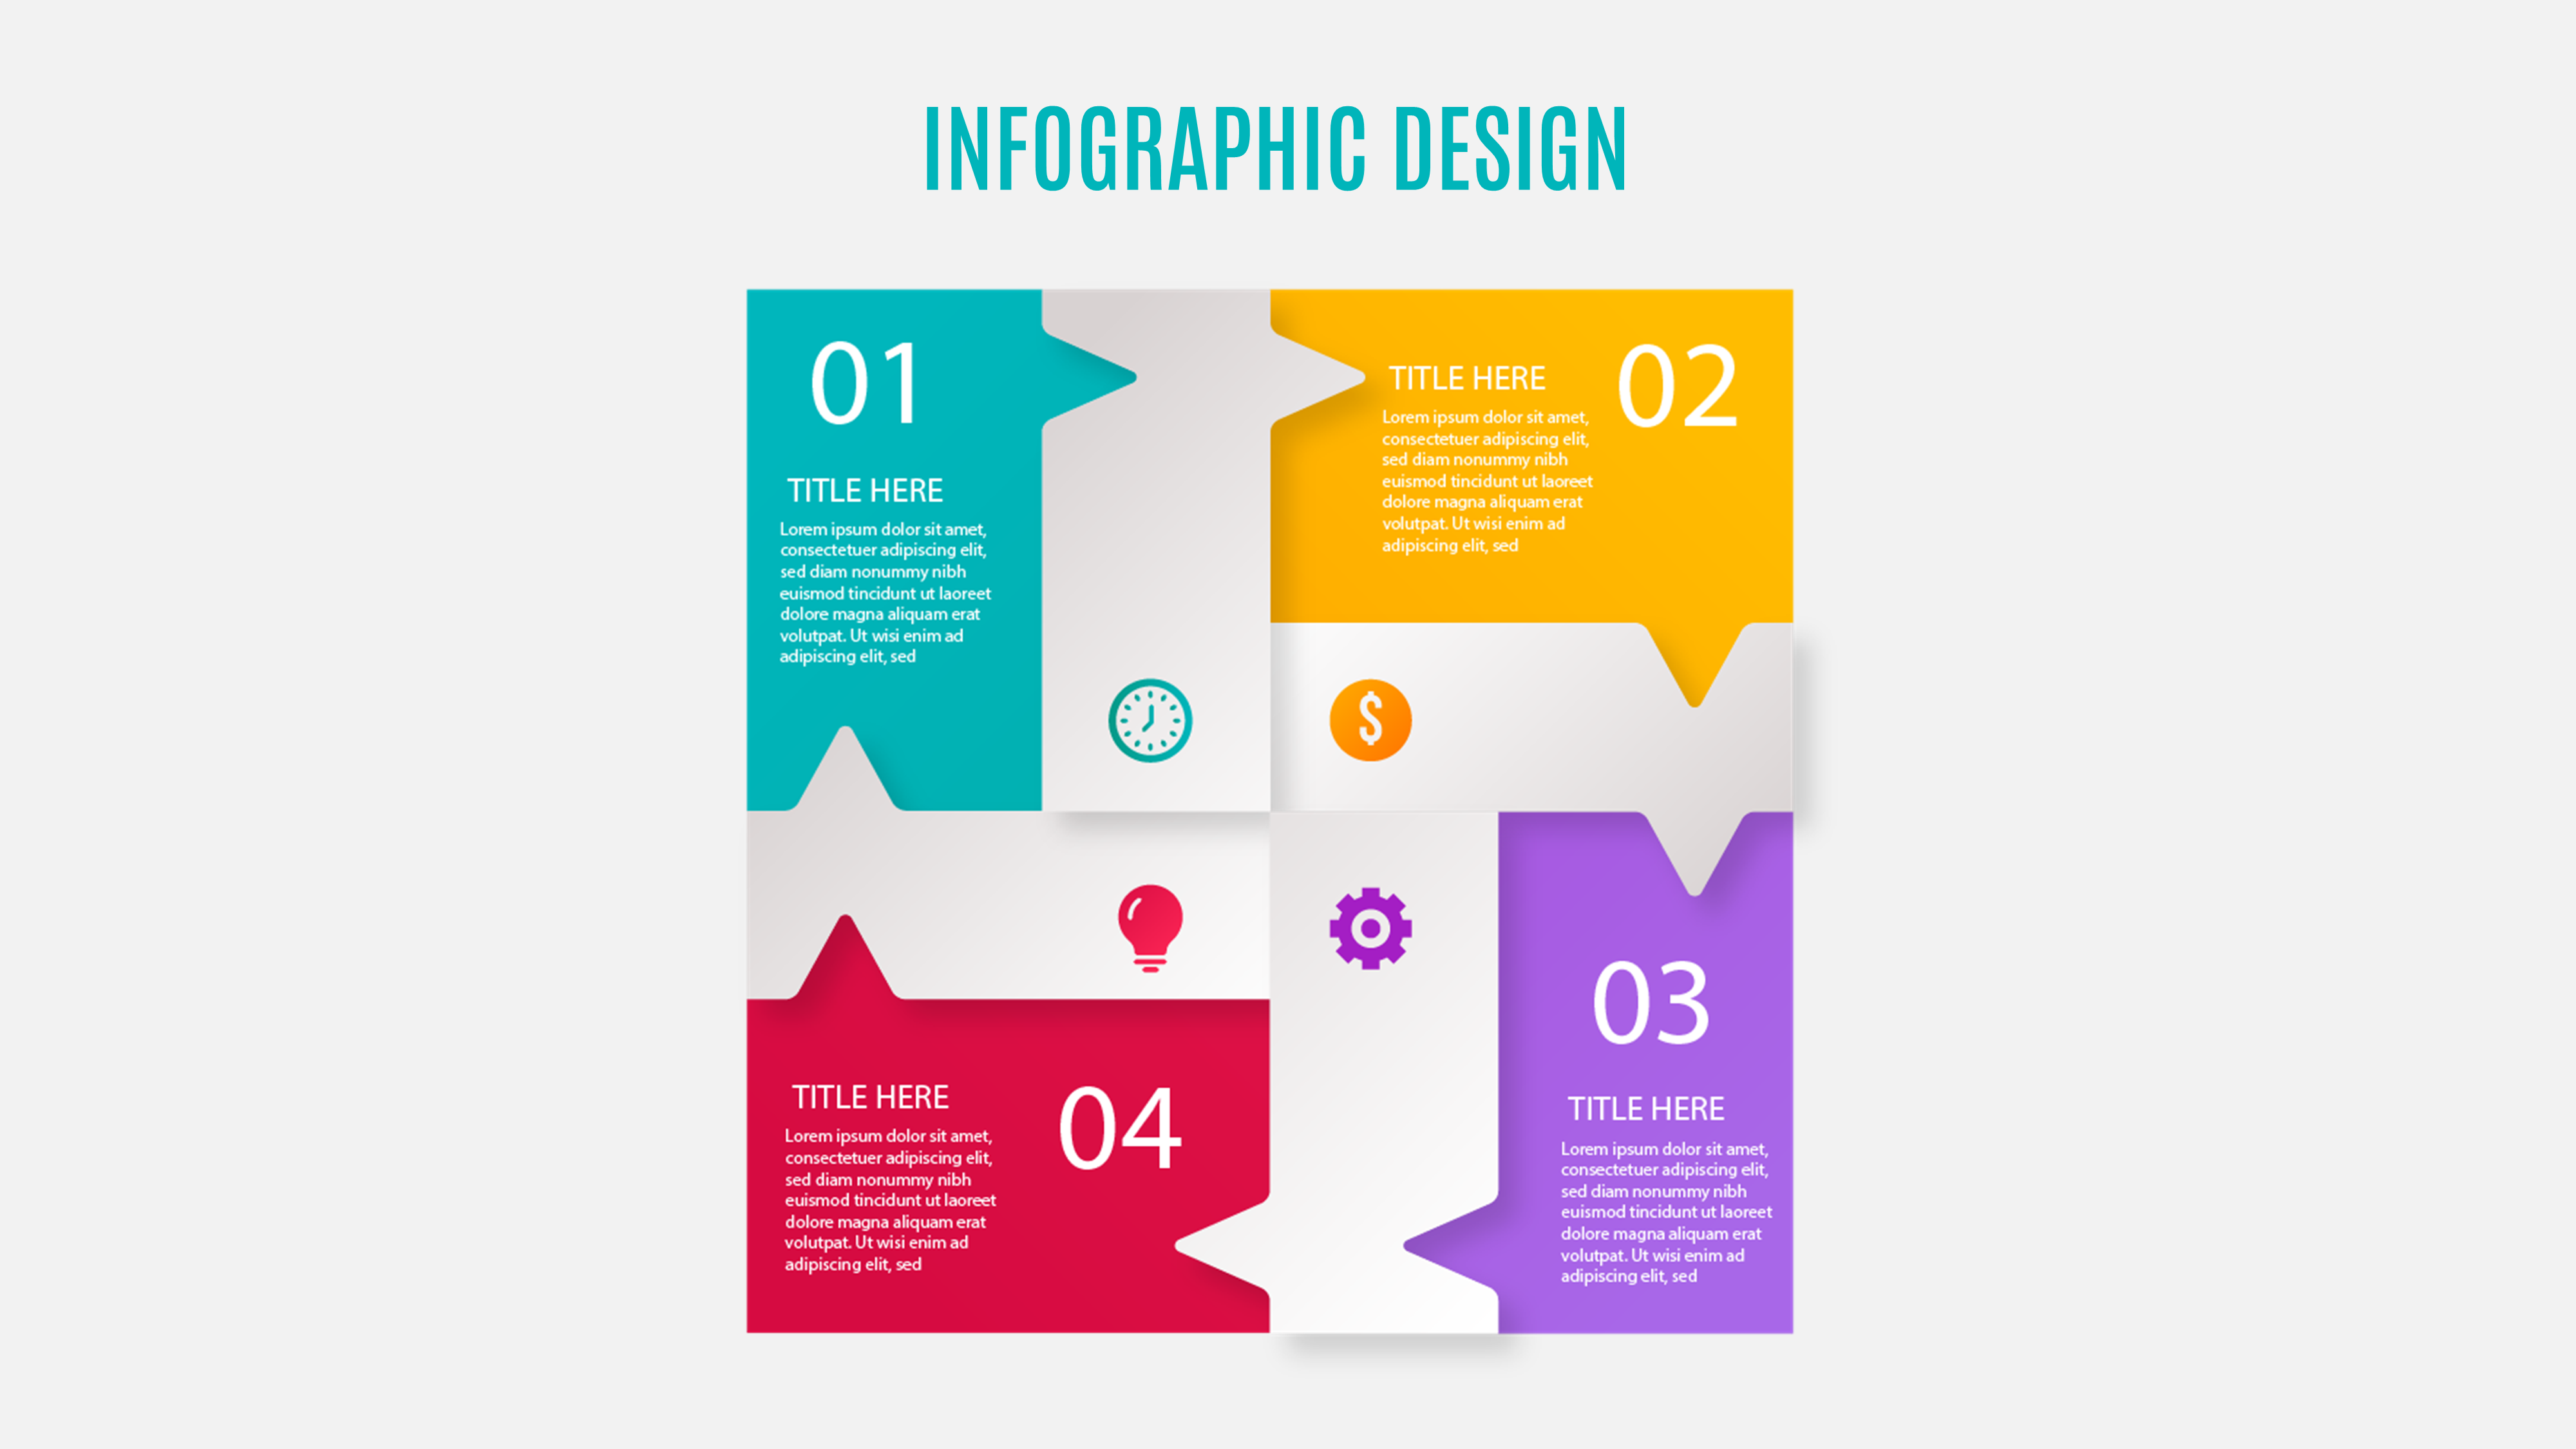 INFOGRAPHIC DESIGN
01
TITLE HERE
Lorem ipsum dolor sit amet,
consectetuer adipiscing elit,
sed diam nonummy nibh
euismod tincidunt ut laoreet
dolore magna aliquam erat
volutpat. Ut wisi enim ad
adipiscing elit, sed
02
TITLE HERE
Lorem ipsum dolor sit amet,
consectetuer adipiscing elit,
sed diam nonummy nibh
euismod tincidunt ut laoreet
dolore magna aliquam erat
volutpat. Ut wisi enim ad
adipiscing elit, sed
$
03
TITLE HERE
Lorem ipsum dolor sit amet,
consectetuer adipiscing elit,
sed diam nonummy nibh
euismod tincidunt ut laoreet
dolore magna aliquam erat
volutpat. Ut wisi enim ad
adipiscing elit, sed
04
TITLE HERE
Lorem ipsum dolor sit amet,
consectetuer adipiscing elit,
sed diam nonummy nibh
euismod tincidunt ut laoreet
dolore magna aliquam erat
volutpat. Ut wisi enim ad
adipiscing elit, sed